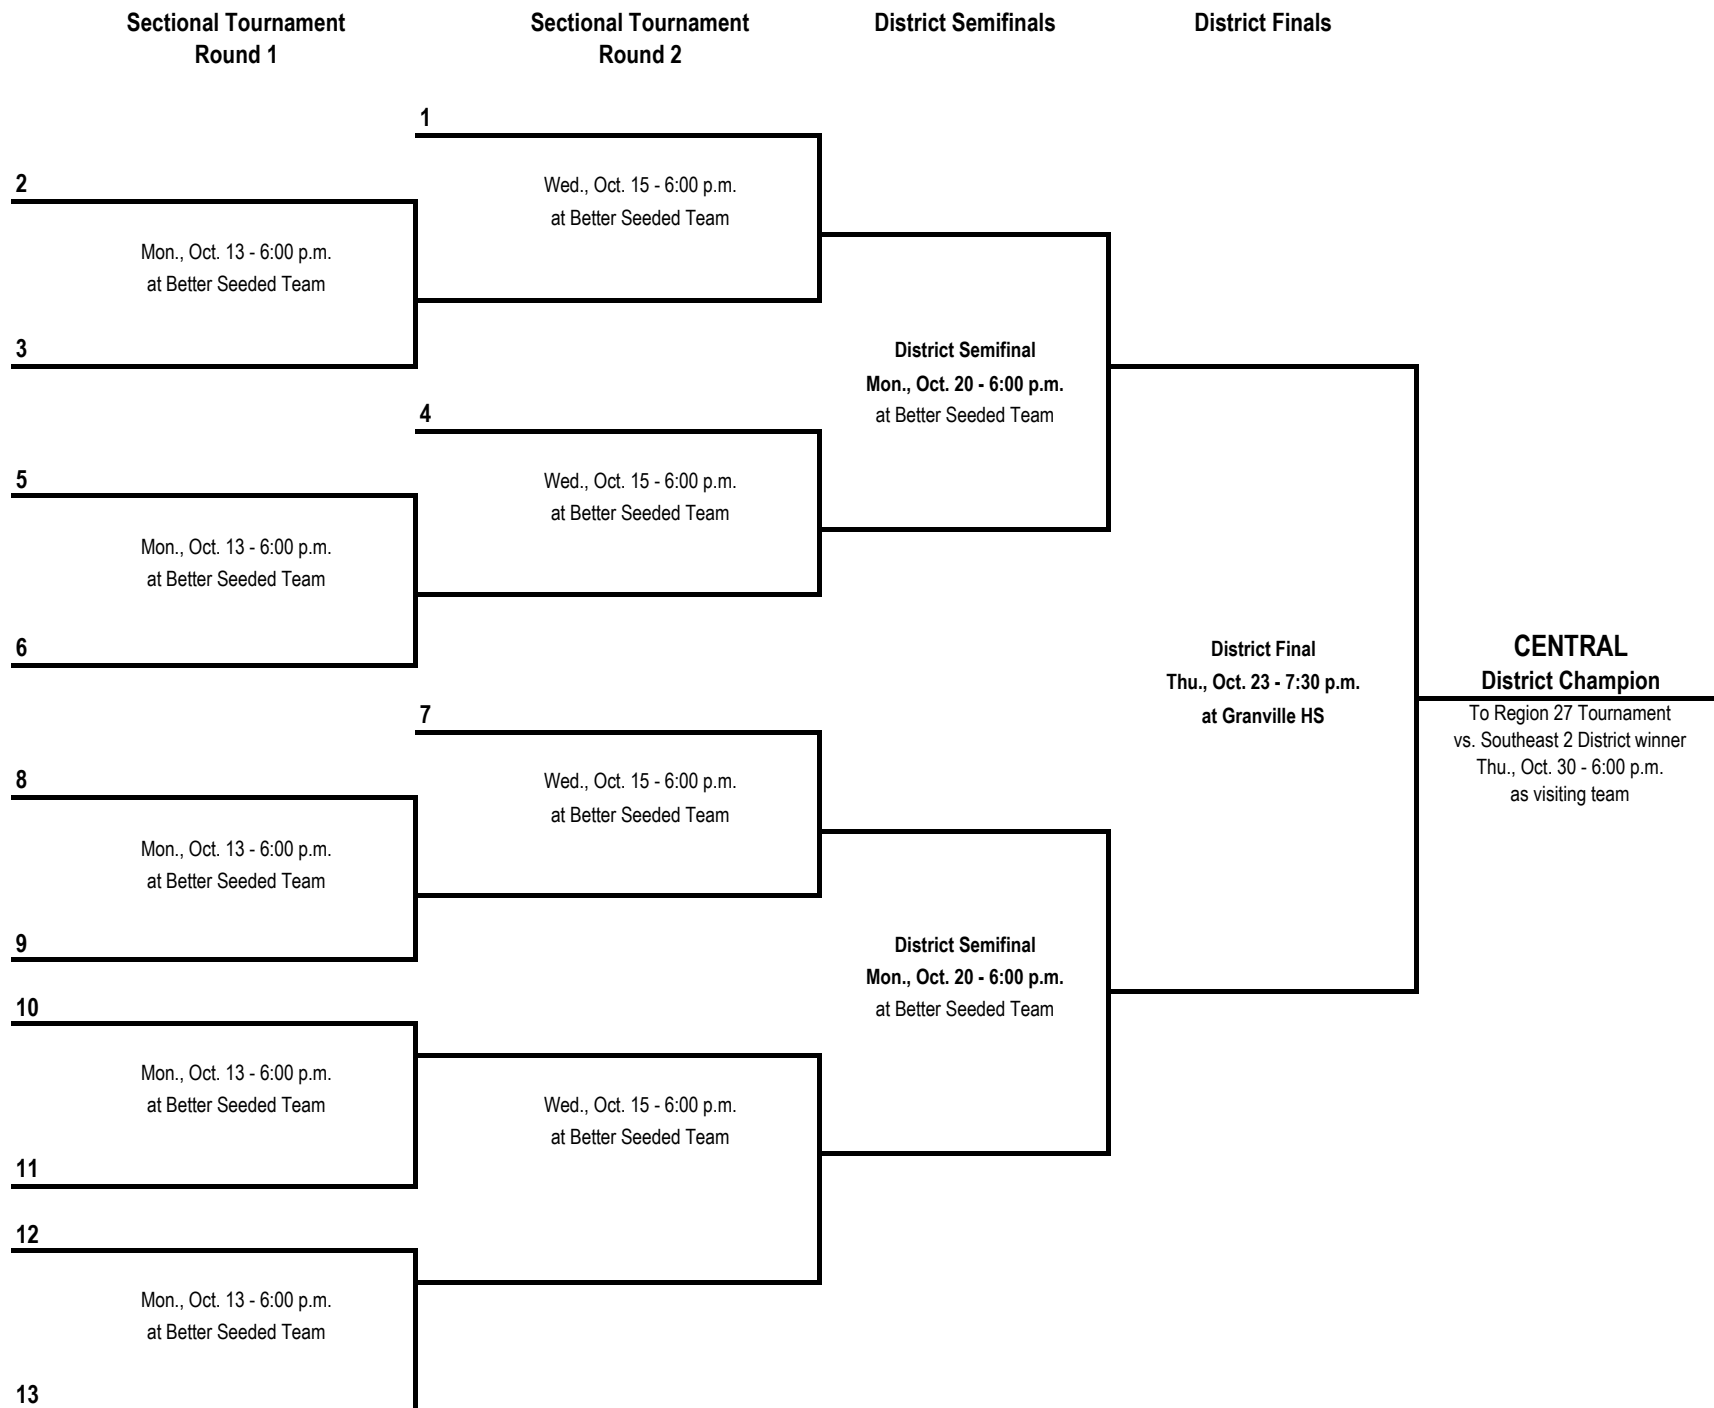 Sectional Tournament
Round 1
Sectional Tournament
Round 2
District Semifinals
District Finals
1
2
Wed., Oct. 15 - 6:00 p.m.
at Better Seeded Team
Mon., Oct. 13 - 6:00 p.m.
at Better Seeded Team
3
District Semifinal
Mon., Oct. 20 - 6:00 p.m.
at Better Seeded Team
4
5
Wed., Oct. 15 - 6:00 p.m.
at Better Seeded Team
Mon., Oct. 13 - 6:00 p.m.
at Better Seeded Team
6
District Final
Thu., Oct. 23 - 7:30 p.m.
at Granville HS
CENTRAL
District Champion
To Region 27 Tournament
vs. Southeast 2 District winner
Thu., Oct. 30 - 6:00 p.m.
as visiting team
7
8
Wed., Oct. 15 - 6:00 p.m.
at Better Seeded Team
Mon., Oct. 13 - 6:00 p.m.
at Better Seeded Team
9
District Semifinal
Mon., Oct. 20 - 6:00 p.m.
at Better Seeded Team
10
Mon., Oct. 13 - 6:00 p.m.
at Better Seeded Team
Wed., Oct. 15 - 6:00 p.m.
at Better Seeded Team
11
12
Mon., Oct. 13 - 6:00 p.m.
at Better Seeded Team
13